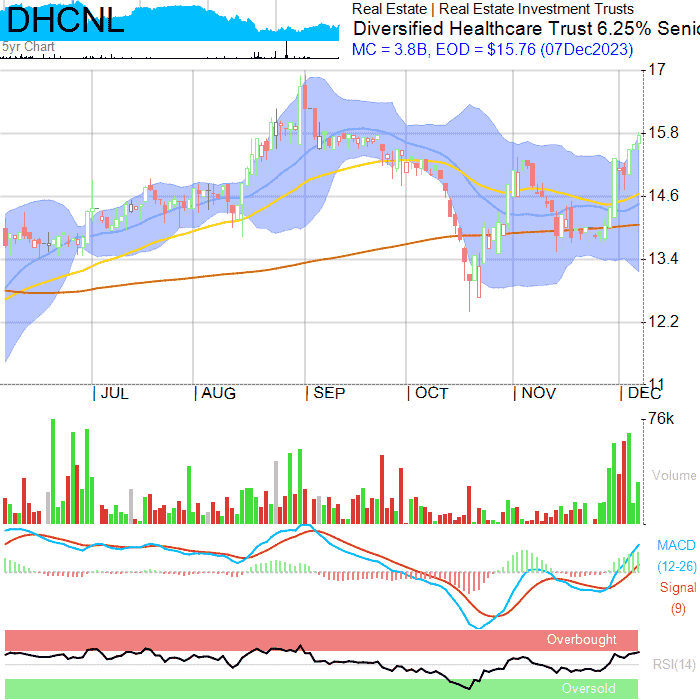 DHCNL
Real Estate | Real Estate Investment Trusts
Diversified Healthcare Trust 6.25% Senio
MC = 3.8B, EOD = $15.76 (07Dec2023)
5yr Chart
17
15.8
14.6
13.4
12.2
11
JUL AUG SEP OCT NOV DEC
76k
Volume
MACD
(12-26)
Signal
(9)
Overbought
RSI(14)
Oversold